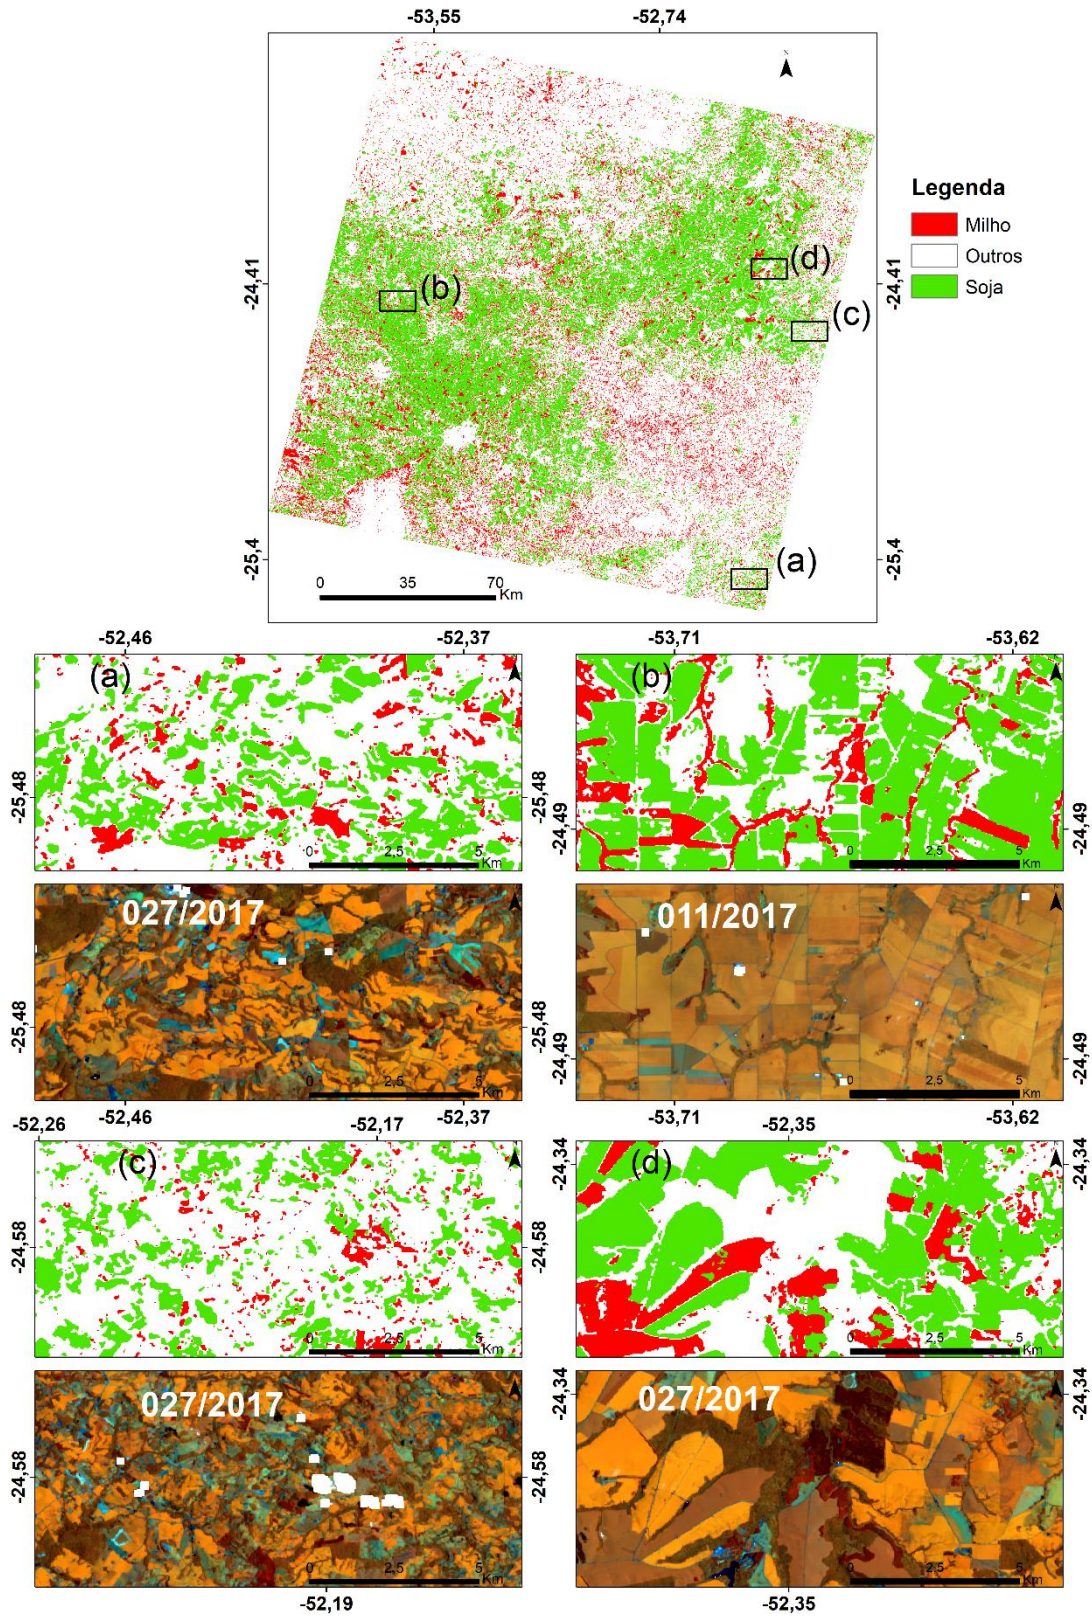 -53,55
-52,74
N
Legenda
Milho
Outros
Soja
-24,41
-24,41
(d)
(b)
(c)
-25,4
-25,4
(a)
0 35 70
Km
-52,46
-52,37
-53,71
-53,62
(a)
(b)
-25,48
-25,48
-24,49
-24,49
0 2,5 5
Km
0 2,5 5
Km
027/2017
011/2017
-25,48
-25,48
-24,49
-24,49
0 2,5 5
Km
0 2,5 5
Km
-52,46
-52,37
-53,71
-53,62
-52,26
-52,17
-52,35
(c)
(d)
-24,34
-24,34
-24,58
-24,58
0 2,5 5
Km
0 2,5 5
Km
027/2017
027/2017
-24,34
-24,34
-24,58
-24,58
0 2,5 5
Km
0 2,5 5
Km
-52,19
-52,35